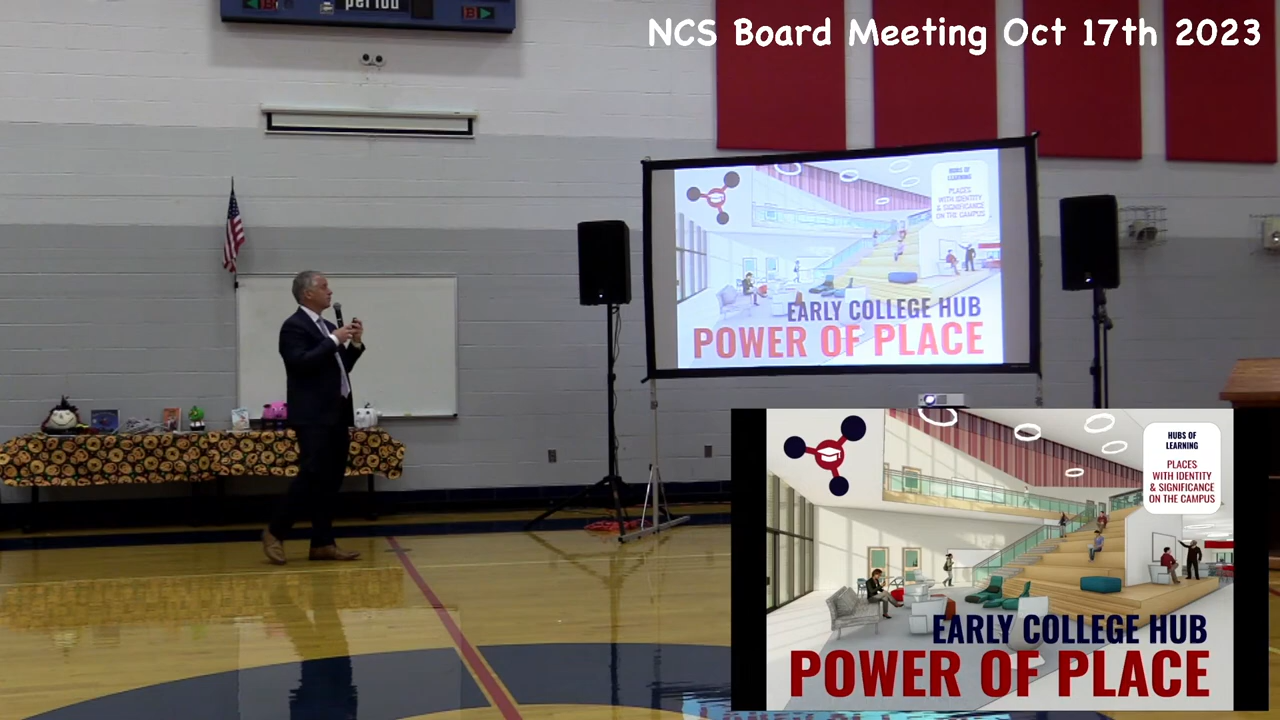 period
B
B
NCS Board Meeting Oct 17th 2023
HUBS OF
LEARNING
PLACES
WITH IDENTITY
& SIGNIFICANCE
ON THE CAMPUS
EARLY COLLEGE HUB
POWER OF PLACE
HUBS OF
LEARNING
PLACES
WITH IDENTITY
& SIGNIFICANCE
ON THE CAMPUS
EARLY COLLEGE HUB
POWER OF PLACE